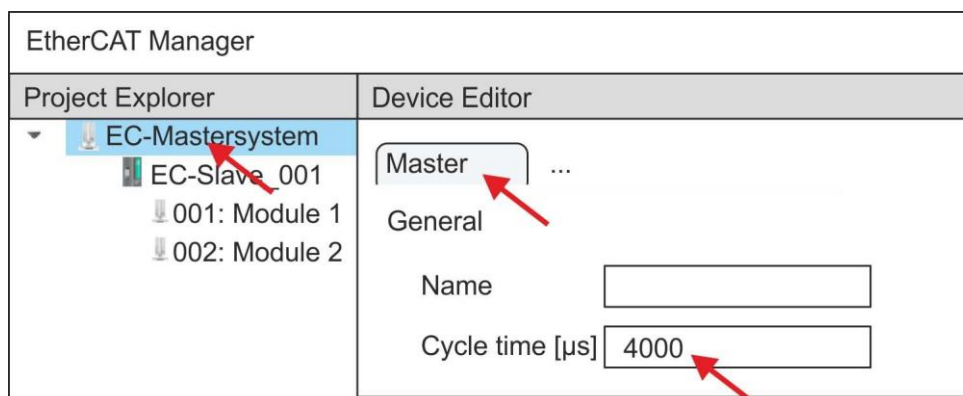 EtherCAT Manager
Project Explorer
Device Editor
EC-Mastersystem
EC-Slave_001
001: Module 1
002: Module 2
Master
...
General
Name
Cycle time [µs]
4000